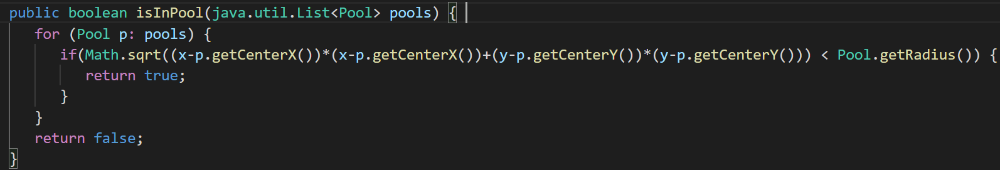 public boolean isInPool(java.util.List<Pool> pools) {
for (Pool p: pools) {
if(Math.sqrt((x-p.getCenterX())*(x-p.getCenterX())+(y-p.getCenterY())*(y-p.getCenterY())) < Pool.getRadius()) {
return true;
}
}
return false;
}